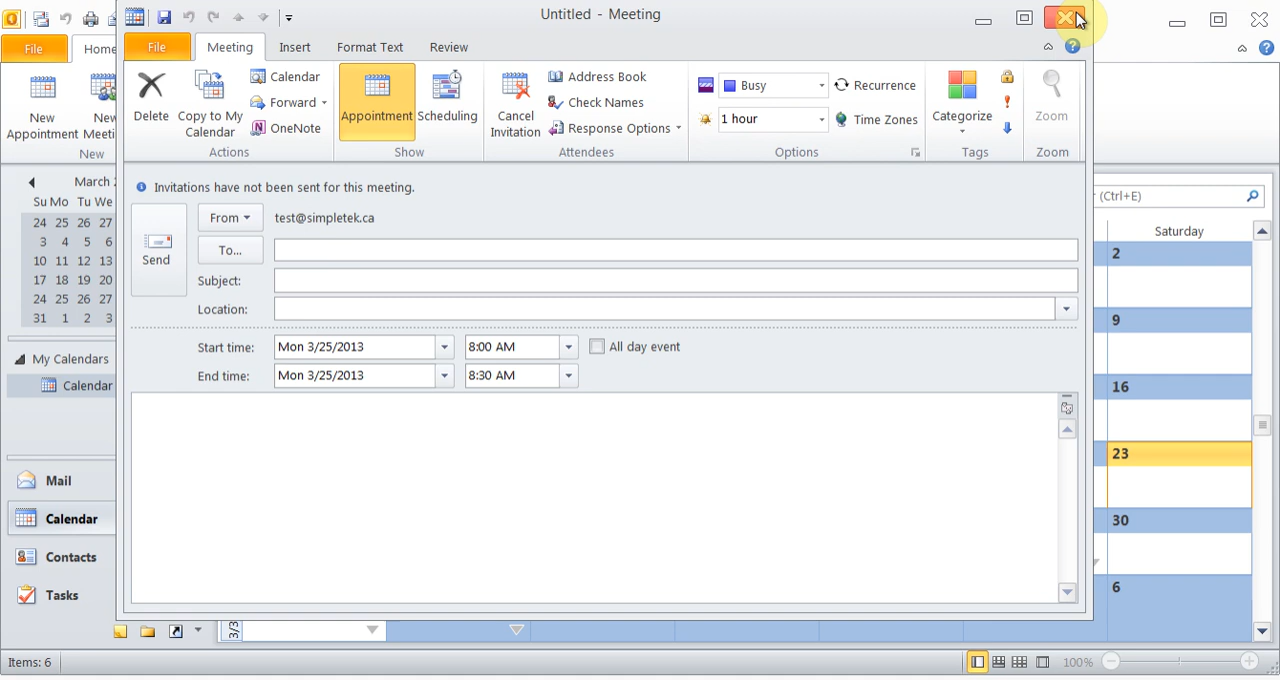 Untitled - Meeting
File
Home
File
Meeting
Insert
Format Text
Review
New
Appointment
New
Meeti
New
Delete
Copy to My
Calendar
Calendar
Forward
OneNote
Actions
Appointment
Scheduling
Show
Cancel
Invitation
Address Book
Check Names
Response Options
Attendees
Busy
1 hour
Recurrence
Time Zones
Options
Categorize
Tags
Zoom
Zoom
March 2
Su Mo Tu We
24 25 26 27
3 4 5 6
10 11 12 13
17 18 19 20
24 25 26 27
31 1 2 3
My Calendars
Calendar
Mail
Calendar
Contacts
Tasks
Invitations have not been sent for this meeting.
Send
From
test@simpletek.ca
To...
Subject:
Location:
Start time:
Mon 3/25/2013
8:00 AM
All day event
End time:
Mon 3/25/2013
8:30 AM
(Ctrl+E)
Saturday
2
9
16
23
30
6
3/3
Items: 6
100%